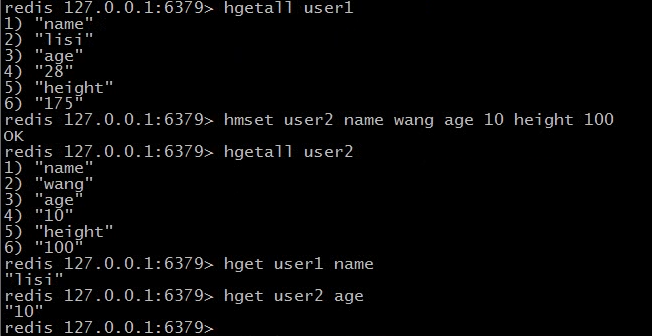 redis 127.0.0.1:6379> hgetall user1
1) "name"
2) "lisi"
3) "age"
4) "28"
5) "height"
6) "175"
redis 127.0.0.1:6379> hmset user2 name wang age 10 height 100
OK
redis 127.0.0.1:6379> hgetall user2
1) "name"
2) "wang"
3) "age"
4) "10"
5) "height"
6) "100"
redis 127.0.0.1:6379> hget user1 name
"lisi"
redis 127.0.0.1:6379> hget user2 age
"10"
redis 127.0.0.1:6379>